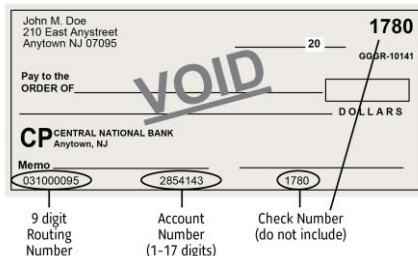 John M. Doe
210 East Anystreet
Anytown NJ 07095
1780
20
GGGR-10141
Pay to the
ORDER OF
VOID
DOLLARS
CP CENTRAL NATIONAL BANK
Anytown, NJ
Memo
031000095 2854143 1780
9 digit
Routing
Number
Account
Number
(1-17 digits)
Check Number
(do not include)